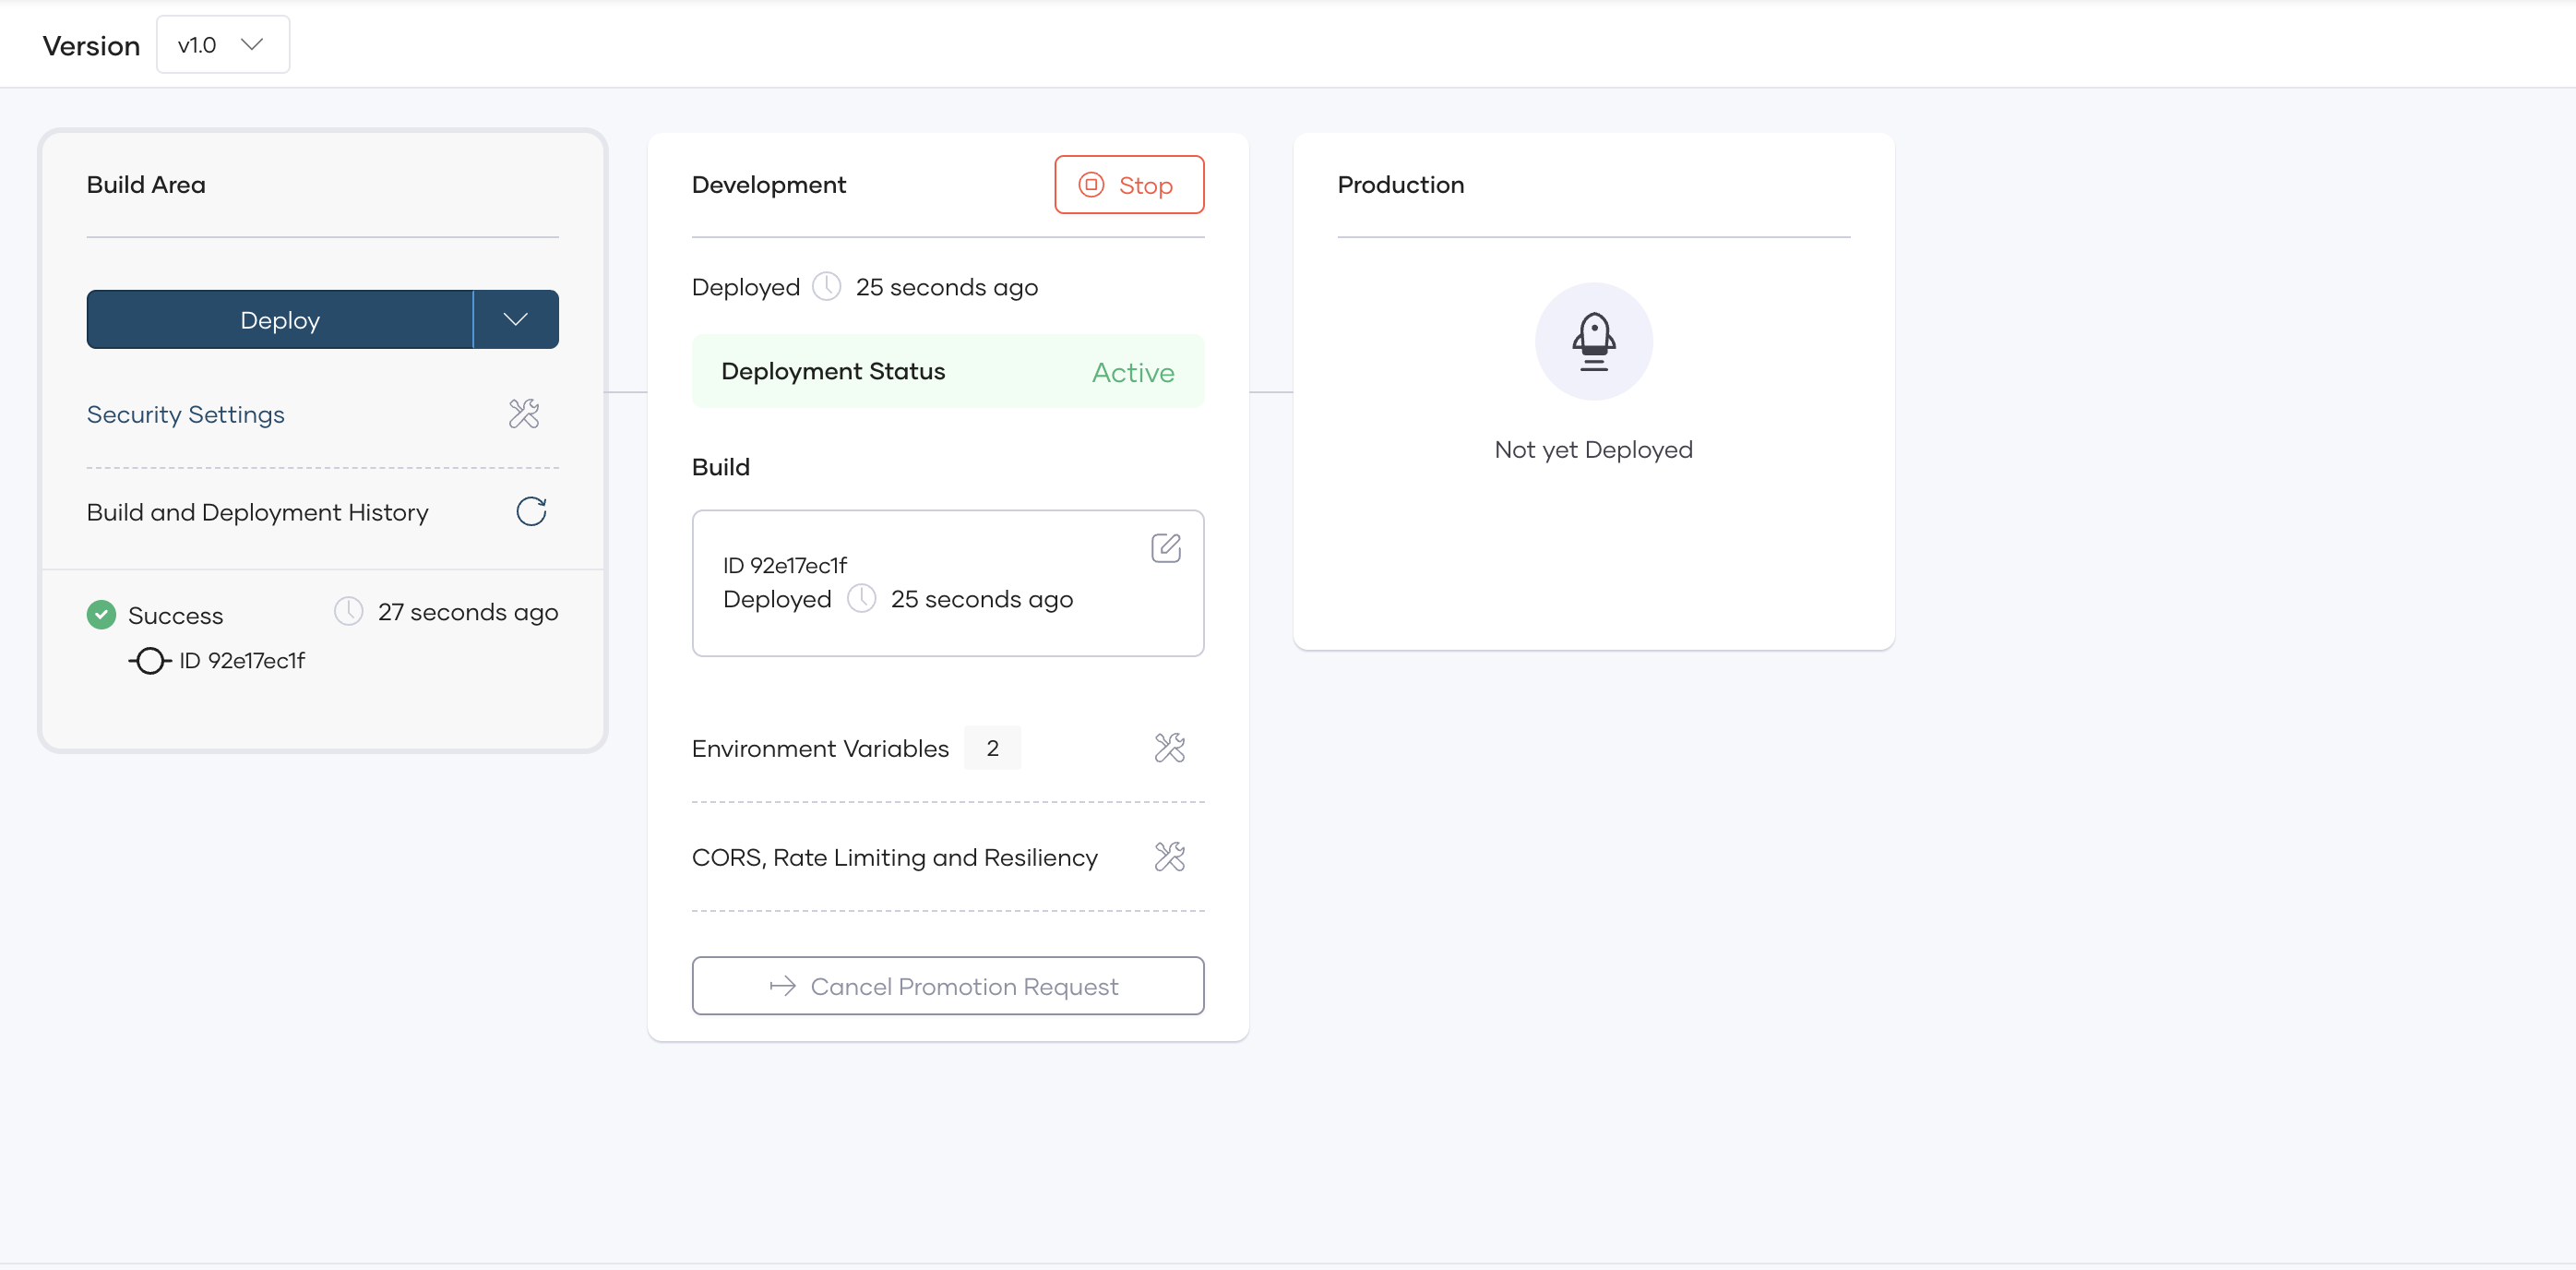 Version v1.0
Build Area
Deploy
Security Settings
Build and Deployment History
Success 27 seconds ago
ID 92e17ec1f
Development Stop
Deployed 25 seconds ago
Deployment Status Active
Build
ID 92e17ec1f
Deployed 25 seconds ago
Environment Variables 2
CORS, Rate Limiting and Resiliency
Cancel Promotion Request
Production
Not yet Deployed